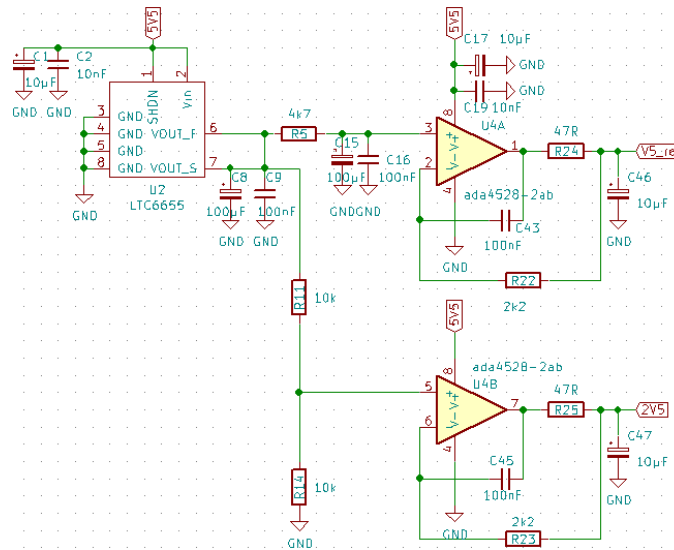 5V5
C1
10µF
C2
10nF
GND
GND
1
2
SHDN
Vin
3
GND
4
GND
5
GND
8
GND
VOUT_F
6
VOUT_S
7
U2
LTC6655
GND
4k7
R5
C8
100µF
GND
C9
100nF
GND
C15
100µF
GND
C16
100nF
GND
5V5
C17
10µF
GND
C19
10nF
GND
U4A
8
3
2
V+
V-
1
4
ada4528-2ab
GND
C43
100nF
47R
R24
R22
2k2
C46
10µF
GND
R11
10k
R14
10k
GND
5V5
ada4528-2ab
U4B
8
5
6
V+
V-
7
4
GND
C45
100nF
47R
R25
2V5
2k2
R23
C47
10µF
GND